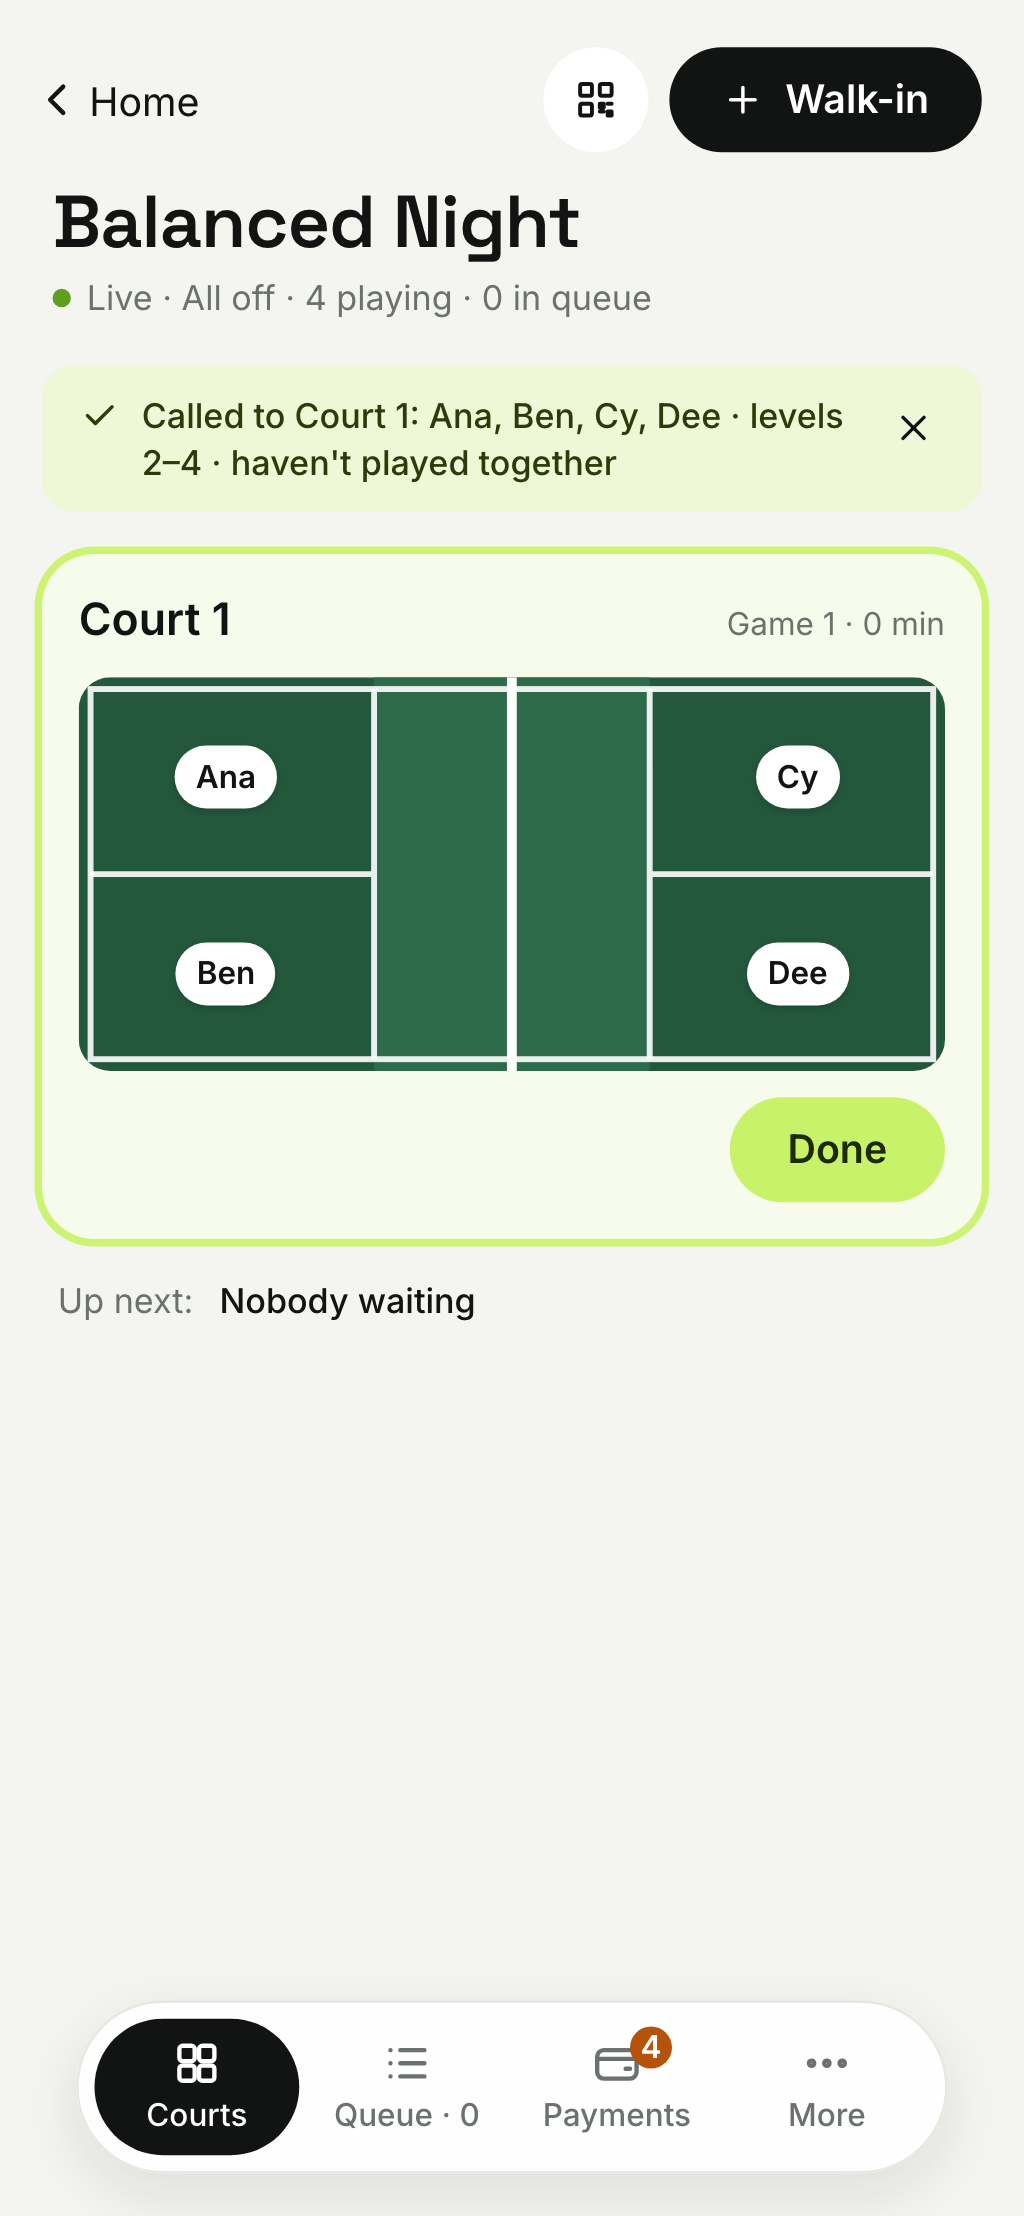 Home
Walk-in
Balanced Night
Live · All off · 4 playing · 0 in queue
Called to Court 1: Ana, Ben, Cy, Dee · levels
2–4 · haven't played together
Court 1
Game 1 · 0 min
Ana
Cy
Ben
Dee
Done
Up next: Nobody waiting
4
Courts
Queue · 0
Payments
More